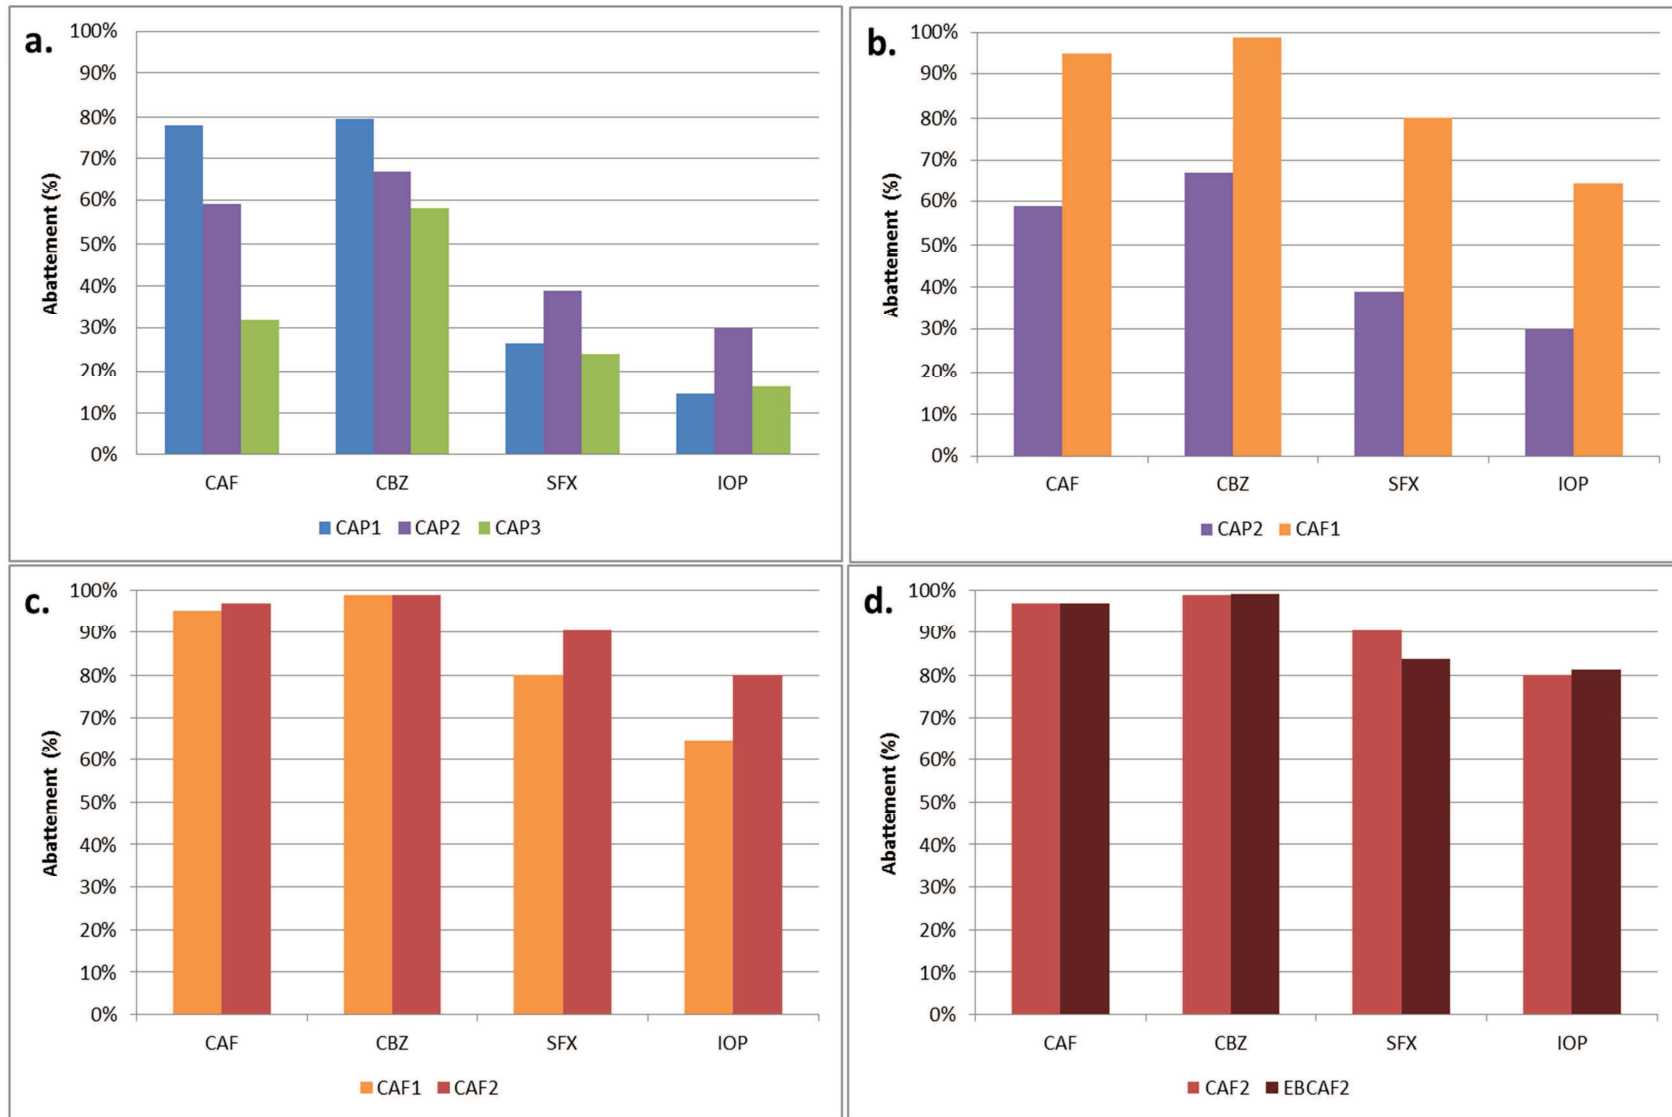 a.
100%
90%
80%
70%
60%
50%
40%
30%
20%
10%
0%
Abattement (%)
CAF CBZ SFX IOP
CAP1 CAP2 CAP3
b.
100%
90%
80%
70%
60%
50%
40%
30%
20%
10%
0%
Abattement (%)
CAF CBZ SFX IOP
CAP2 CAF1
c.
100%
90%
80%
70%
60%
50%
40%
30%
20%
10%
0%
Abattement (%)
CAF CBZ SFX IOP
CAF1 CAF2
d.
100%
90%
80%
70%
60%
50%
40%
30%
20%
10%
0%
Abattement (%)
CAF CBZ SFX IOP
CAF2 EBCAF2